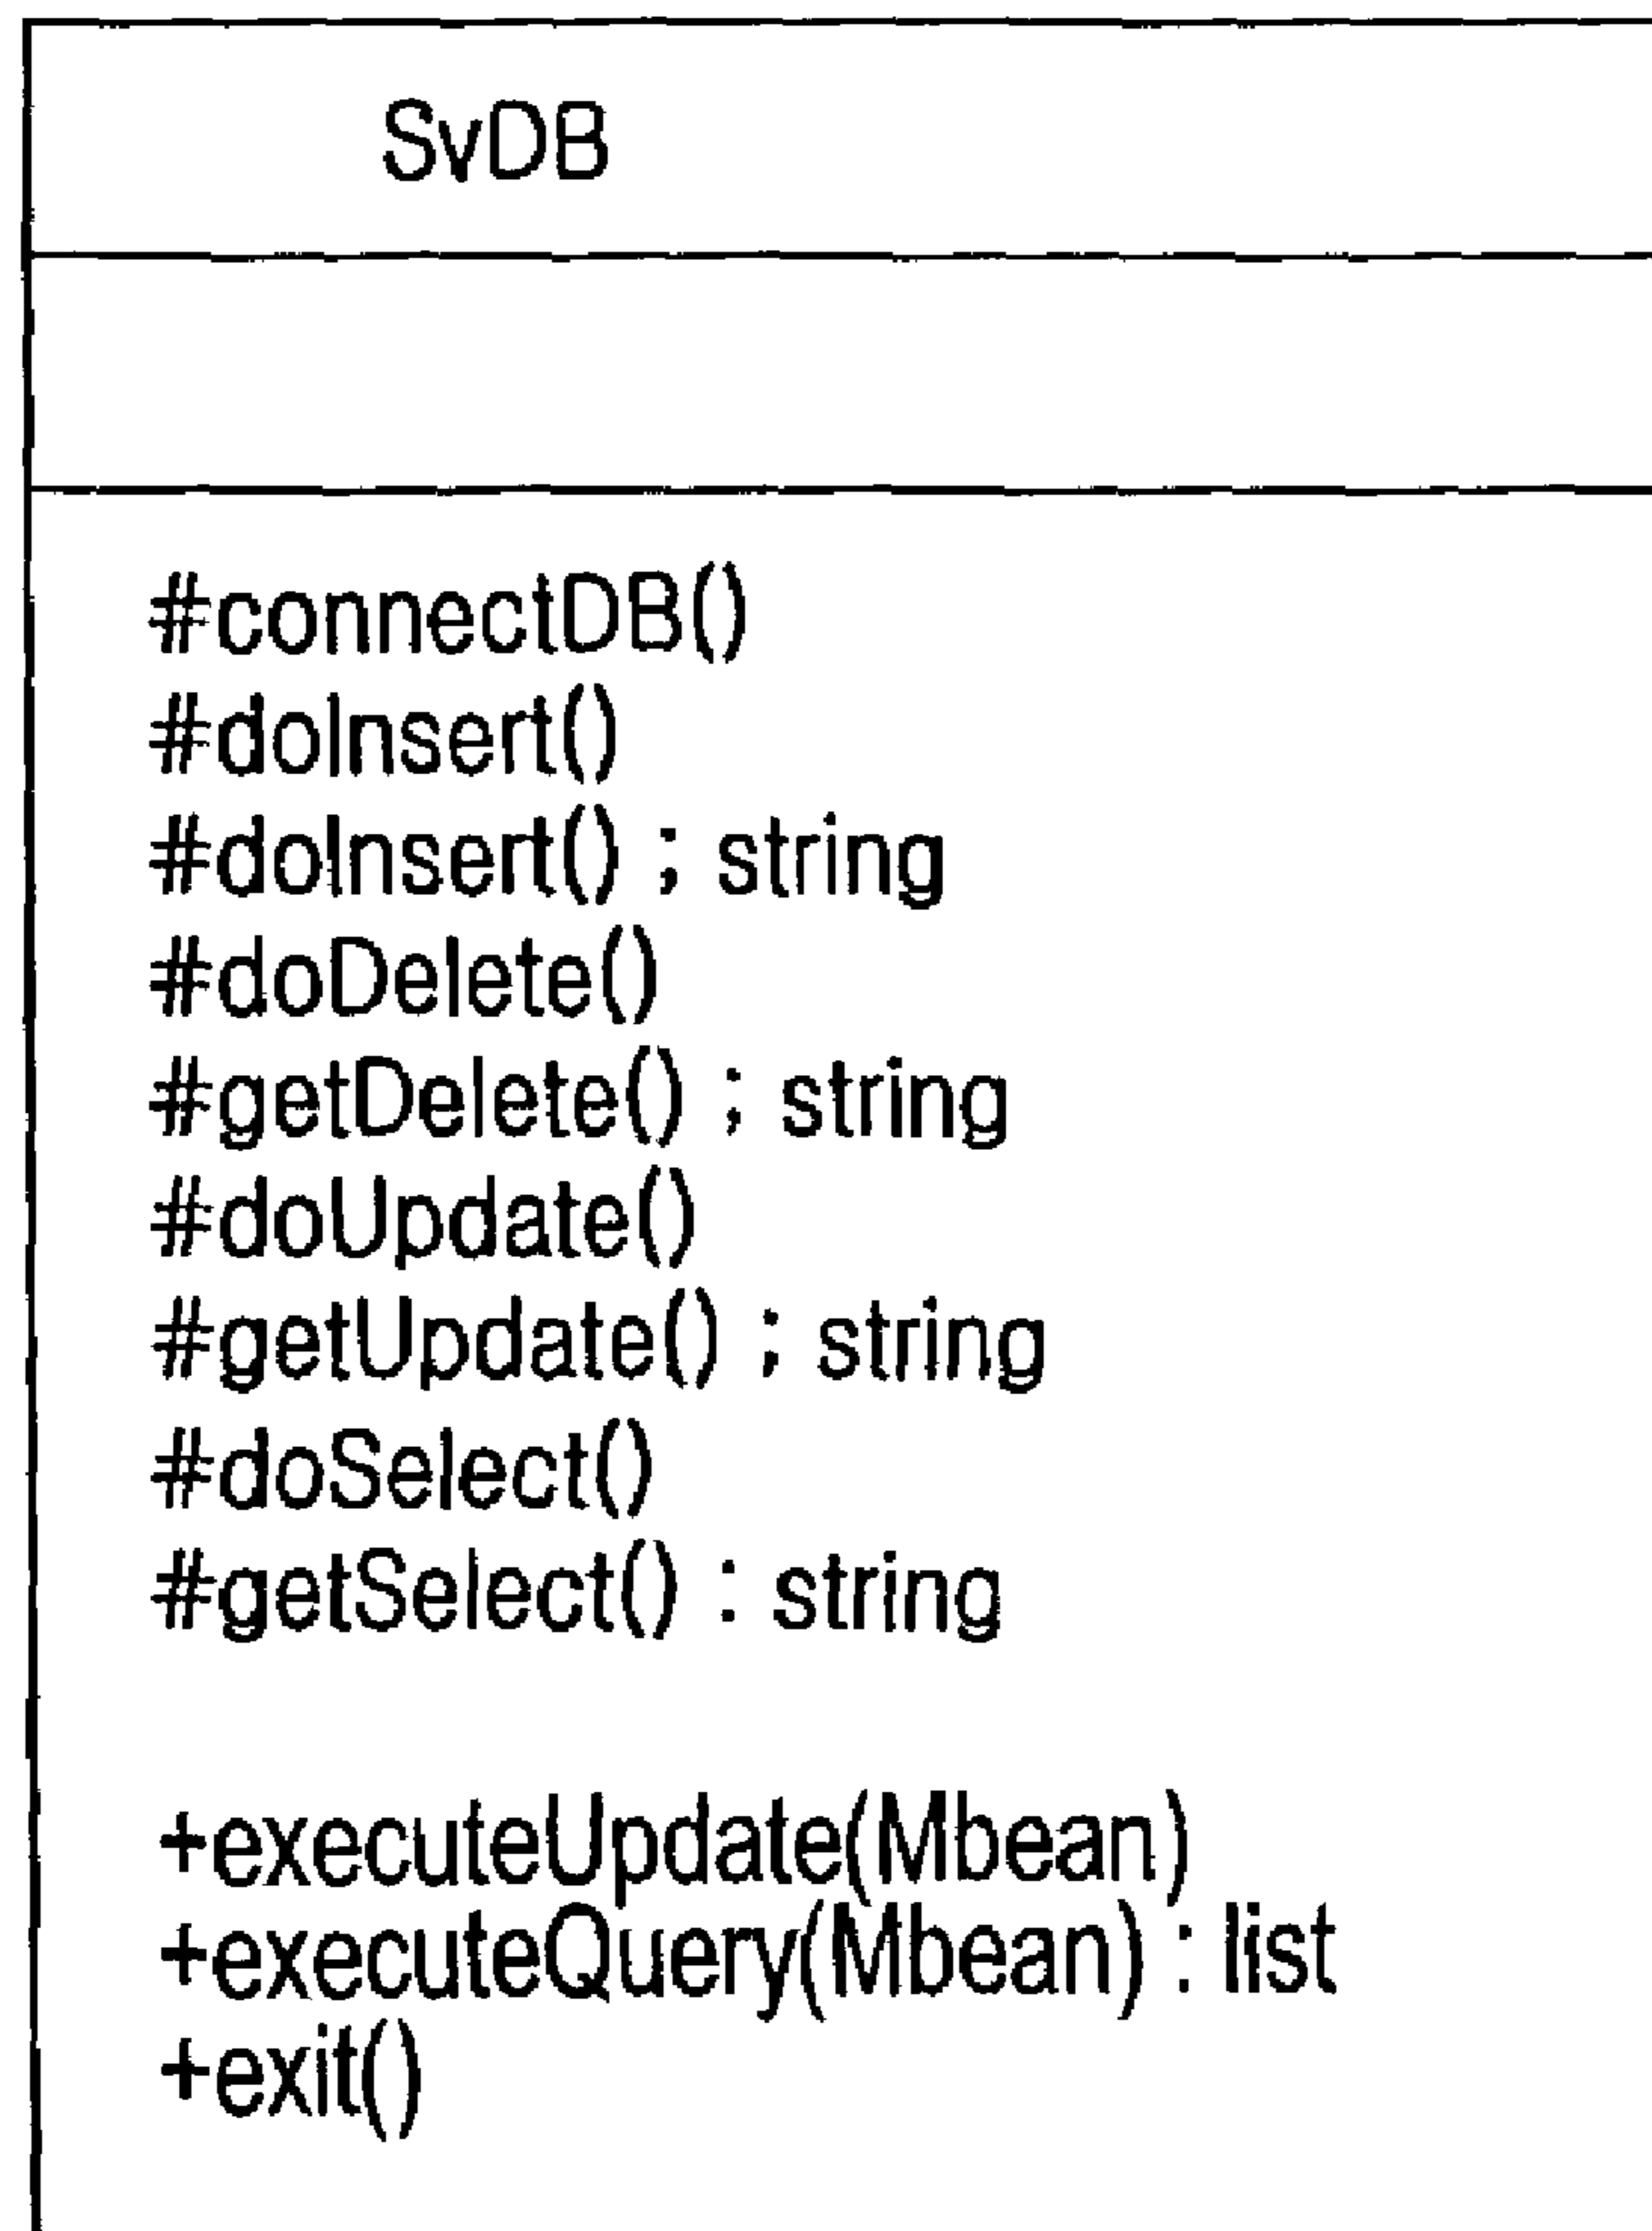 SvDB
#connectDB()
#doInsert()
#doInsert() ; string
#doDelete()
#getDelete() ; string
#doUpdate()
#getUpdate() ; string
#doSelect()
#getSelect() : string
+executeUpdate(Mbean)
+executeQuery(Mbean) : list
+exit()